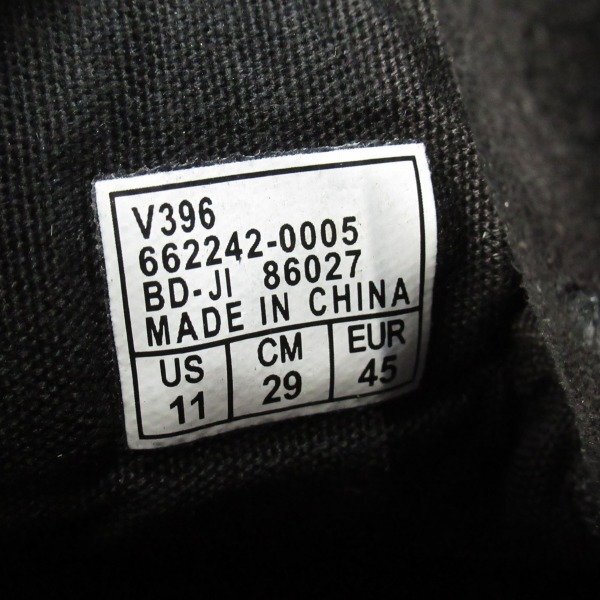 V396
662242-0005
BD-JI 86027
MADE IN CHINA
US CM EUR
11 29 45